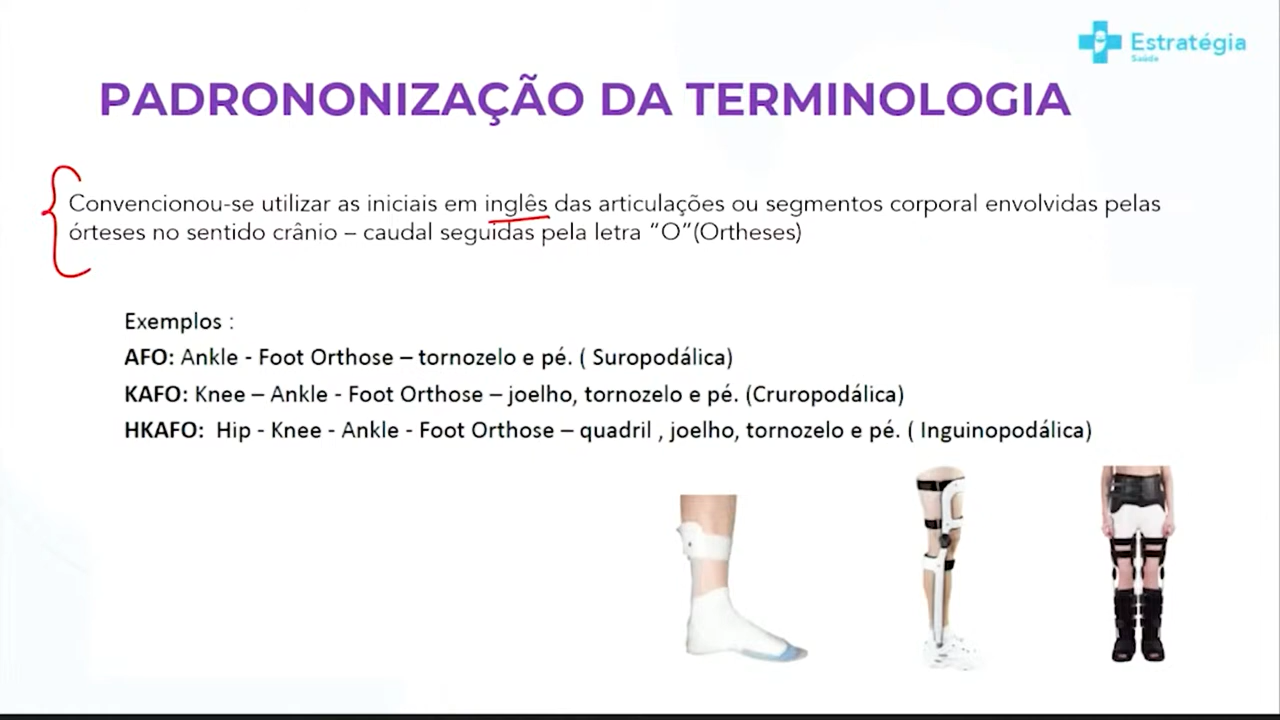 Estratégia
Saúde
PADRONONIZAÇÃO DA TERMINOLOGIA
Convencionou-se utilizar as iniciais em inglês das articulações ou segmentos corporal envolvidas pelas
órteses no sentido crânio – caudal seguidas pela letra “O”(Ortheses)
Exemplos :
AFO: Ankle - Foot Orthose – tornozelo e pé. ( Suropodálica)
KAFO: Knee – Ankle - Foot Orthose – joelho, tornozelo e pé. (Cruropodálica)
HKAFO:  Hip - Knee - Ankle - Foot Orthose – quadril , joelho, tornozelo e pé. ( Inguinopodálica)